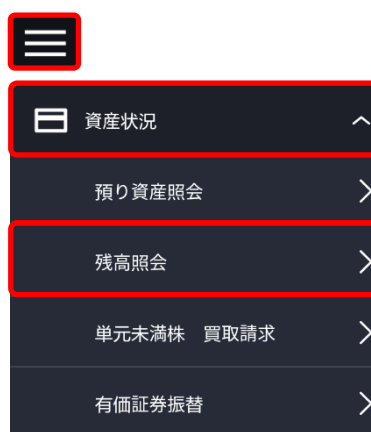 資産状況
預り資産照会
残高照会
単元未満株　買取請求
有価証券振替